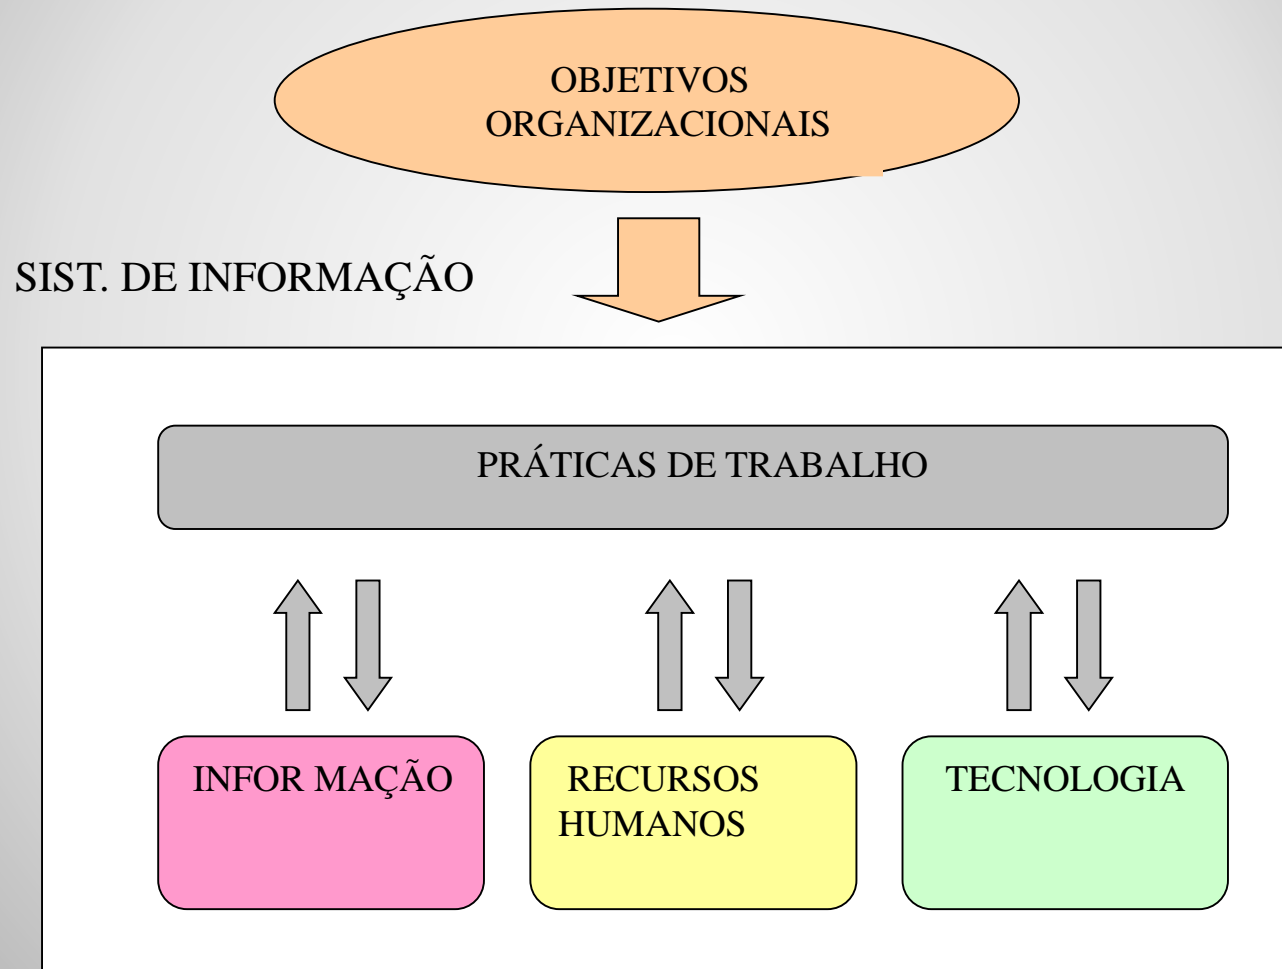 OBJETIVOS
ORGANIZACIONAIS
SIST. DE INFORMAÇÃO
PRÁTICAS DE TRABALHO
INFOR MAÇÃO
RECURSOS
HUMANOS
TECNOLOGIA